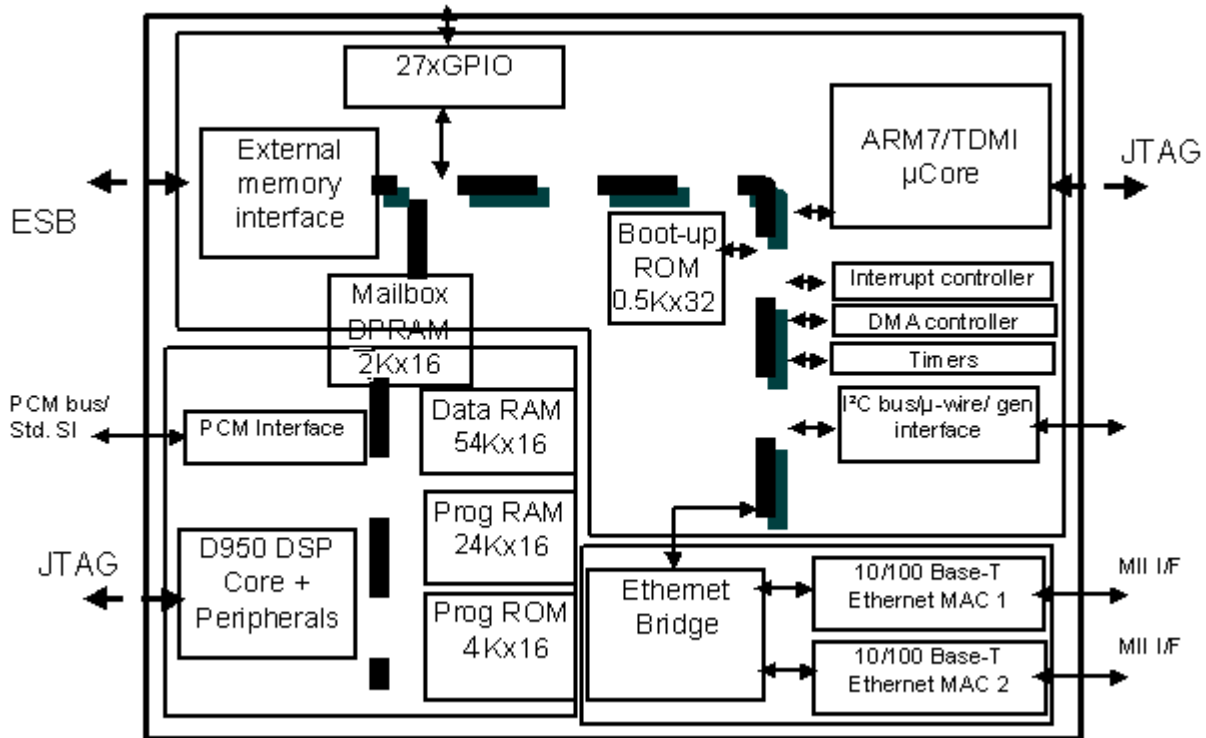 27xGPIO
External
memory
interface
ESB
ARM7/TDMI
µCore
JTAG
Boot-up
ROM
0.5Kx32
Interrupt controller
DMA controller
Timers
I²C bus/µ-wire/ gen
interface
Mailbox
DPRAM
2Kx16
PCM bus/
Std. SI
PCM Interface
Data RAM
54Kx16
Prog RAM
24Kx16
Prog ROM
4Kx16
JTAG
D950 DSP
Core +
Peripherals
Ethernet
Bridge
10/100 Base-T
Ethernet MAC 1
MII I/F
10/100 Base-T
Ethernet MAC 2
MII I/F